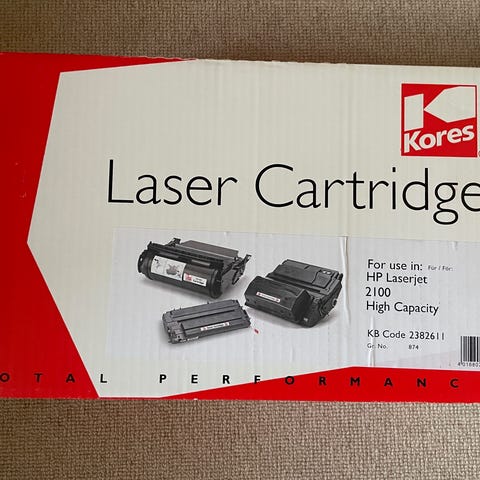 Kores
Laser Cartridge
For use in: For / For:
HP Laserjet
2100
High Capacity
KB Code 2382611
Gr. No. 874
OTAL PERFORMANC